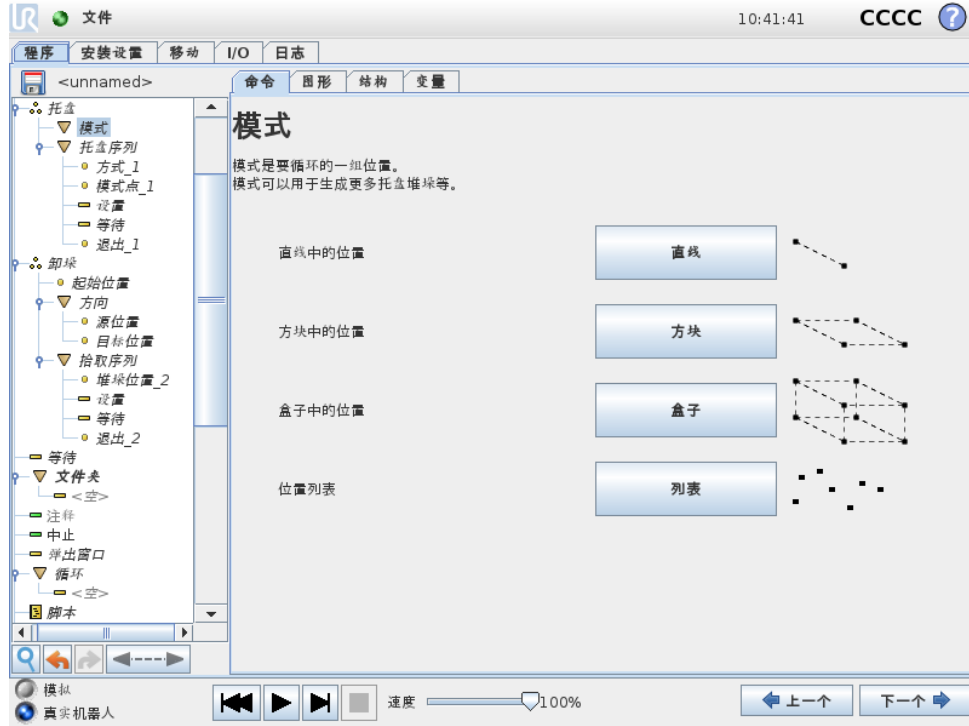 UR 文件 10:41:41 CCCC ?
程序 安装设置 移动 I/O 日志
<unnamed>
命令 图形 结构 变量
托盘
模式
托盘序列
方式_1
模式点_1
设置
等待
退出_1
卸垛
起始位置
方向
源位置
目标位置
拾取序列
堆垛位置_2
设置
等待
退出_2
等待
文件夹
<空>
注释
中止
弹出窗口
循环
<空>
脚本
模式
模式是要循环的一组位置。
模式可以用于生成更多托盘堆垛等。
直线中的位置 直线
方块中的位置 方块
盒子中的位置 盒子
位置列表 列表
模拟
真实机器人
速度 100%
上一个 下一个